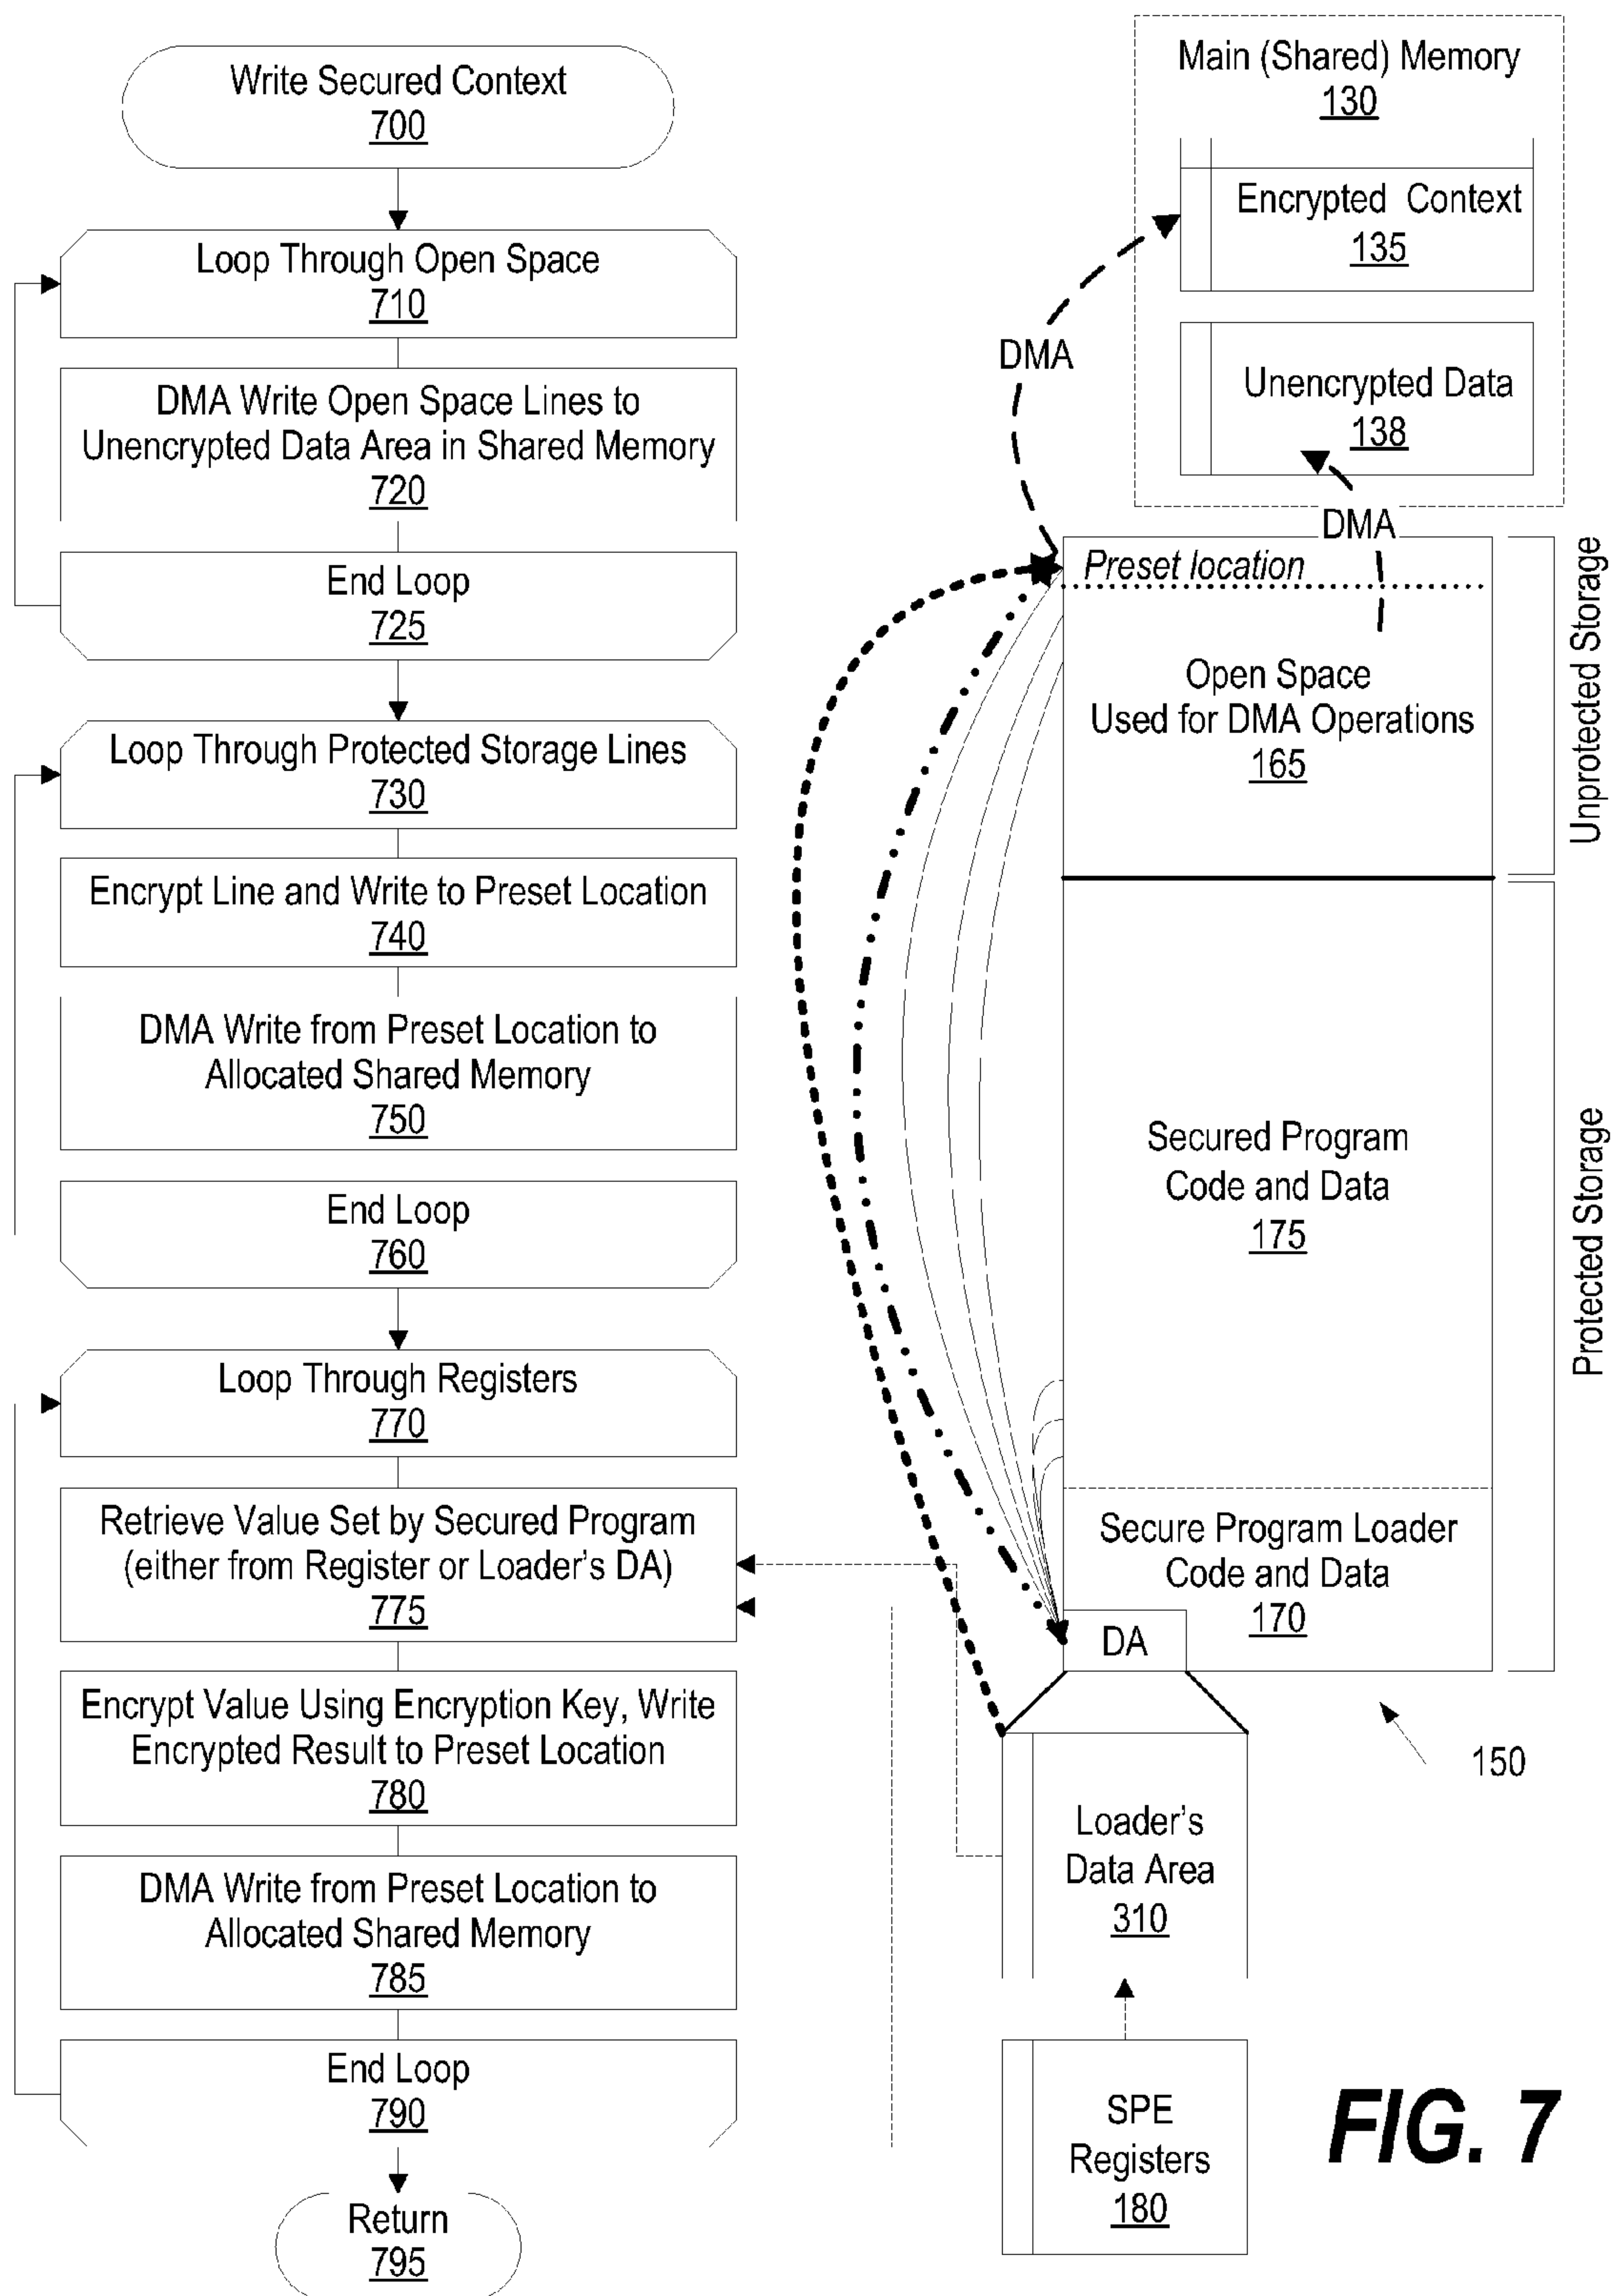 Write Secured Context
700
Loop Through Open Space
710
DMA Write Open Space Lines to
Unencrypted Data Area in Shared Memory
720
End Loop
725
Loop Through Protected Storage Lines
730
Encrypt Line and Write to Preset Location
740
DMA Write from Preset Location to
Allocated Shared Memory
750
End Loop
760
Loop Through Registers
770
Retrieve Value Set by Secured Program
(either from Register or Loader's DA)
775
Encrypt Value Using Encryption Key, Write
Encrypted Result to Preset Location
780
DMA Write from Preset Location to
Allocated Shared Memory
785
End Loop
790
Return
795
Main (Shared) Memory
130
Encrypted Context
135
DMA
Unencrypted Data
138
DMA
Preset location
Open Space
Used for DMA Operations
165
Unprotected Storage
Secured Program
Code and Data
175
Protected Storage
Secure Program Loader
Code and Data
170
DA
150
Loader's
Data Area
310
SPE
Registers
180
FIG. 7